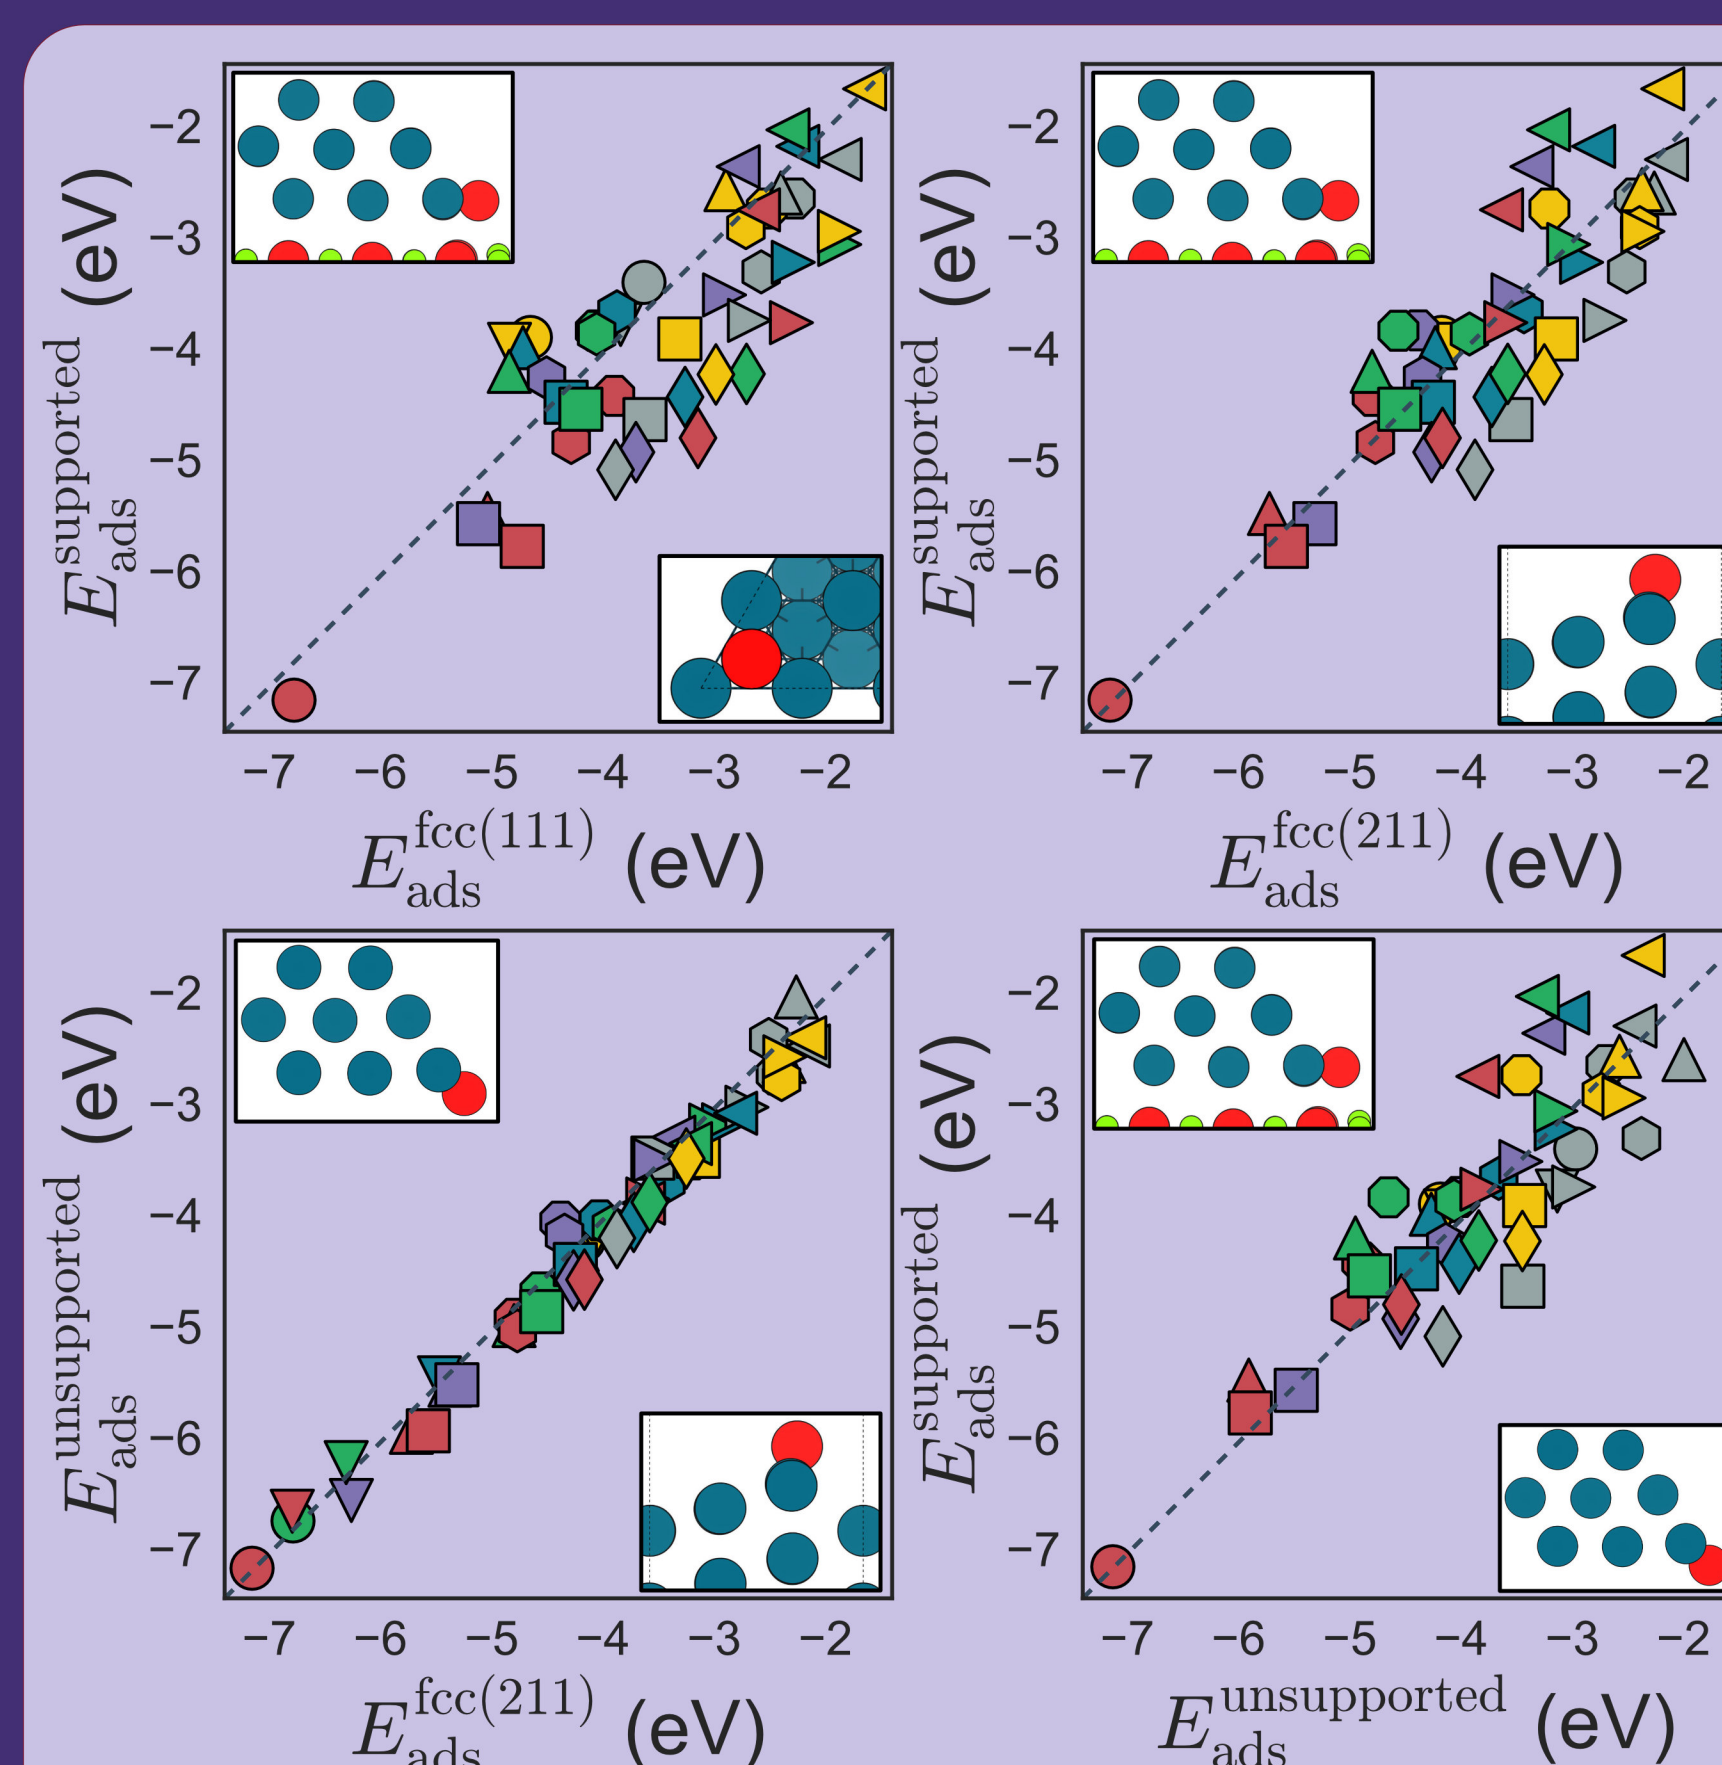 −2
−3
−4
−5
−6
−7
E_ads^supported (eV)
−7 −6 −5 −4 −3 −2
E_ads^fcc(111) (eV)
−2
−3
−4
−5
−6
−7
E_ads^supported (eV)
−7 −6 −5 −4 −3 −2
E_ads^fcc(211) (eV)
−2
−3
−4
−5
−6
−7
E_ads^unsupported (eV)
−7 −6 −5 −4 −3 −2
E_ads^fcc(211) (eV)
−2
−3
−4
−5
−6
−7
E_ads^supported (eV)
−7 −6 −5 −4 −3 −2
E_ads^unsupported (eV)